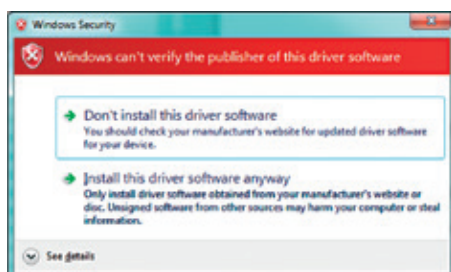 Windows Security
Windows can't verify the publisher of this driver software
Don't install this driver software
You should check your manufacturer's website for updated driver software
for your device.
Install this driver software anyway
Only install driver software obtained from your manufacturer's website or
disc. Unsigned software from other sources may harm your computer or steal
information.
See details